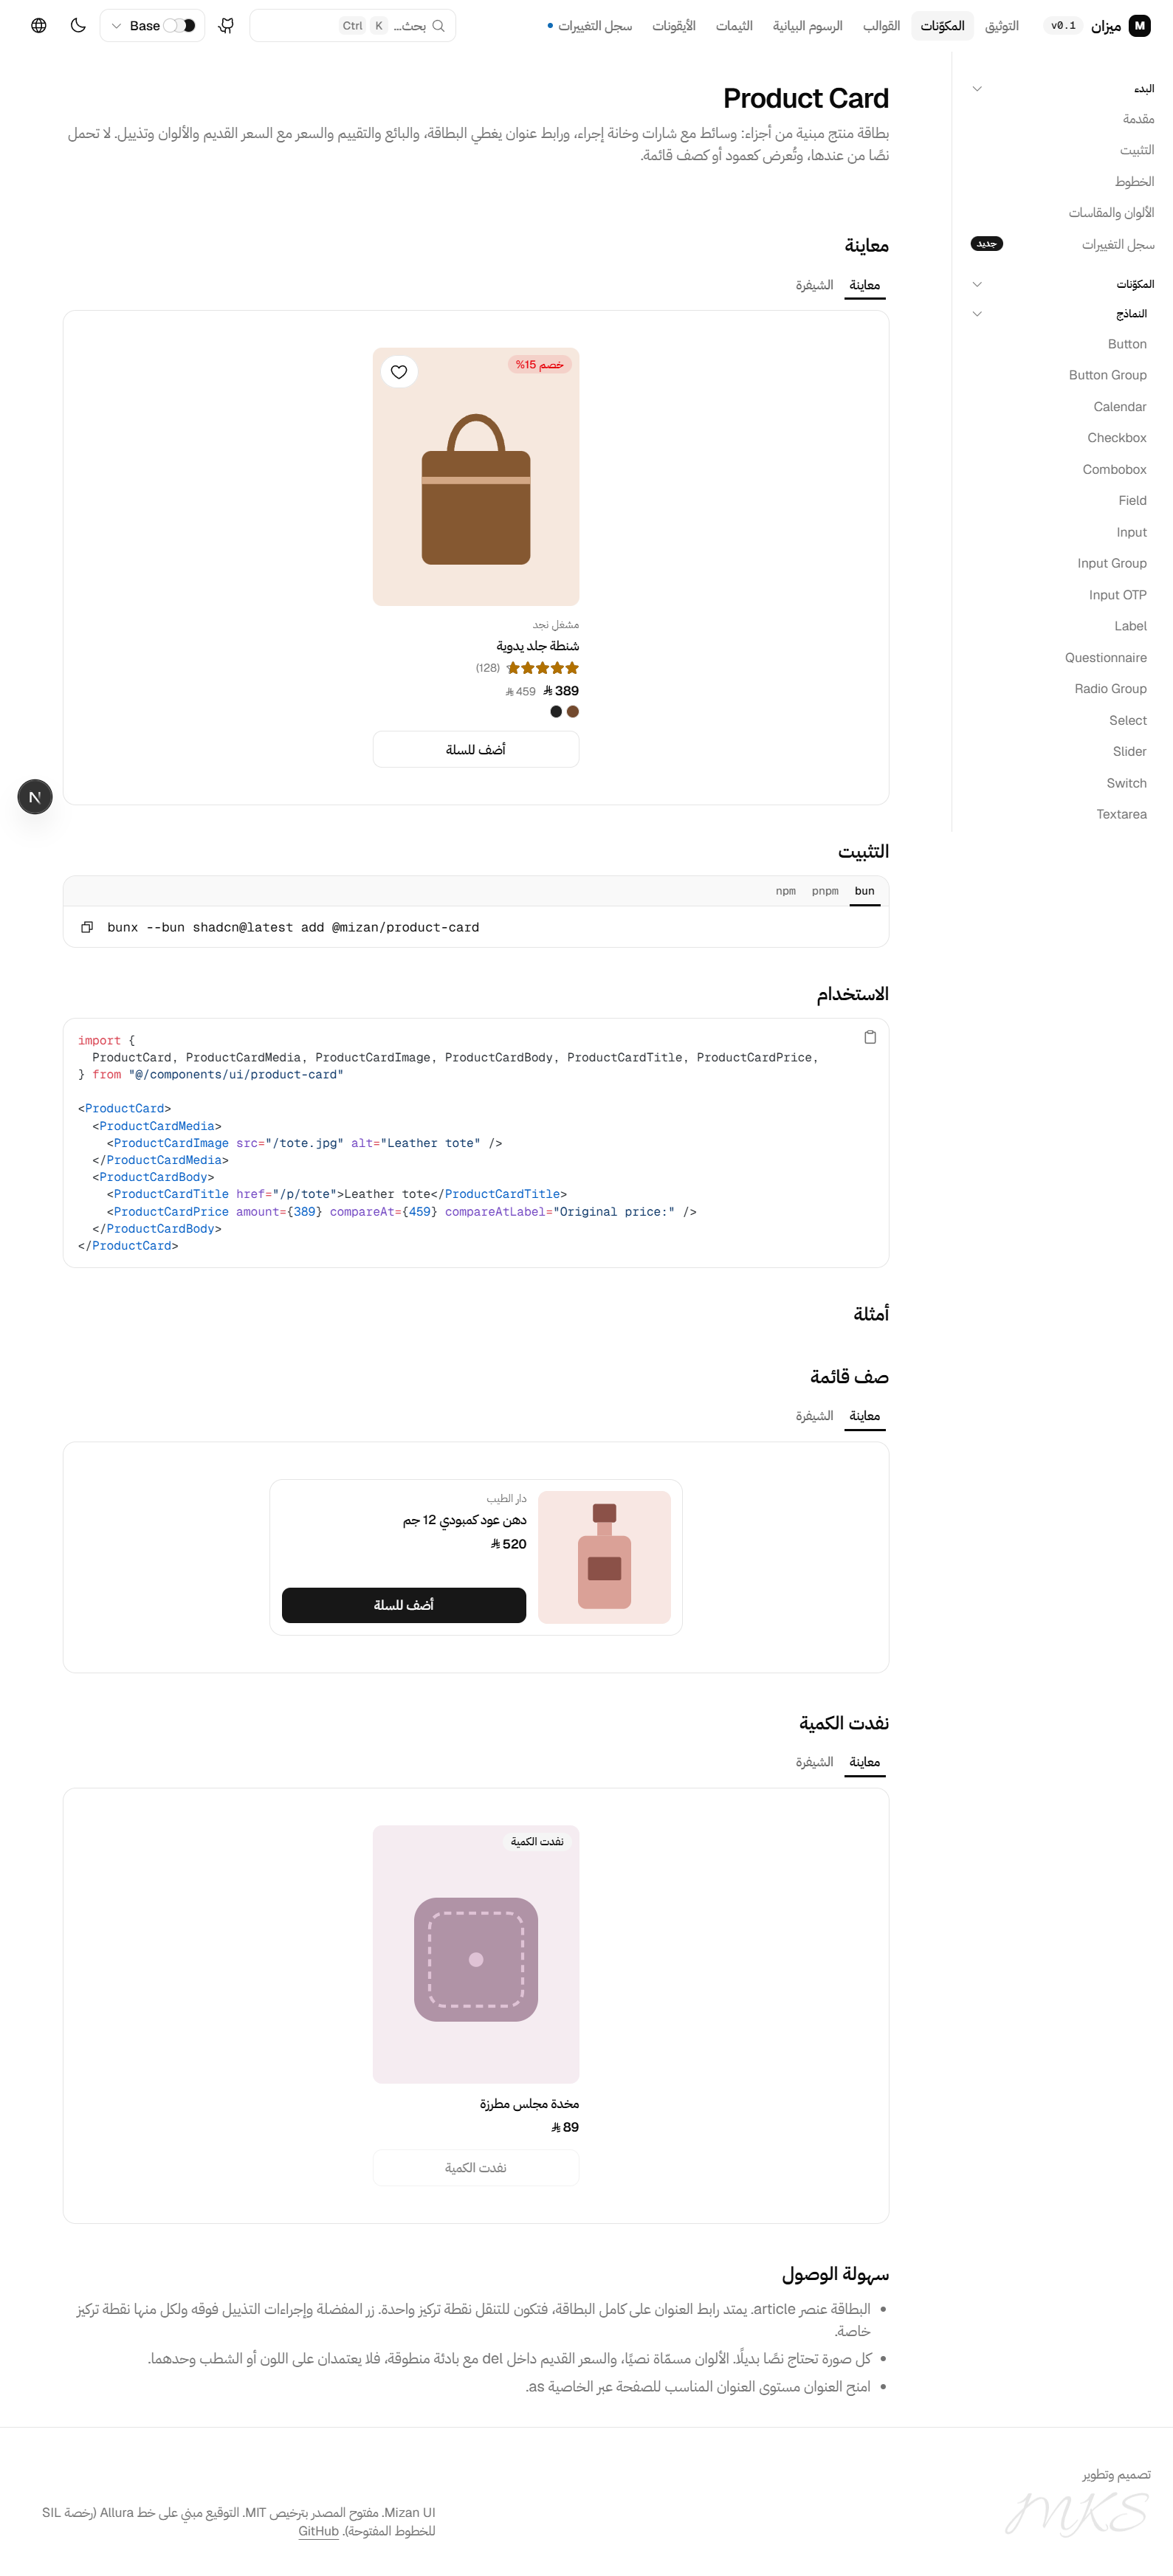 M
ميزان
v0.1
التوثيق
المكوّنات
القوالب
الرسوم البيانية
الثيمات
الأيقونات
سجل التغييرات
بحث...
Ctrl K
Base
البدء
مقدمة
التثبيت
الخطوط
الألوان والمقاسات
سجل التغييرات
جديد
المكوّنات
النماذج
Button
Button Group
Calendar
Checkbox
Combobox
Field
Input
Input Group
Input OTP
Label
Questionnaire
Radio Group
Select
Slider
Switch
Textarea
Product Card
بطاقة منتج مبنية من أجزاء: وسائط مع شارات وخانة إجراء، ورابط عنوان يغطي البطاقة، والبائع والتقييم والسعر مع السعر القديم والألوان وتذييل. لا تحمل
نصًا من عندها، وتُعرض كعمود أو كصف قائمة.
معاينة
معاينة
الشيفرة
خصم 15%
مشغل نجد
شنطة جلد يدوية
(128)
389 ⃁ 459 ⃁
أضف للسلة
N
التثبيت
bun
pnpm
npm
bunx --bun shadcn@latest add @mizan/product-card
الاستخدام
import {
  ProductCard, ProductCardMedia, ProductCardImage, ProductCardBody, ProductCardTitle, ProductCardPrice,
} from "@/components/ui/product-card"
<ProductCard>
  <ProductCardMedia>
    <ProductCardImage src="/tote.jpg" alt="Leather tote" />
  </ProductCardMedia>
  <ProductCardBody>
    <ProductCardTitle href="/p/tote">Leather tote</ProductCardTitle>
    <ProductCardPrice amount={389} compareAt={459} compareAtLabel="Original price:" />
  </ProductCardBody>
</ProductCard>
أمثلة
صف قائمة
معاينة
الشيفرة
دار الطيب
دهن عود كمبودي 12 جم
520 ⃁
أضف للسلة
نفدت الكمية
معاينة
الشيفرة
نفدت الكمية
مخدة مجلس مطرزة
89 ⃁
نفدت الكمية
سهولة الوصول
• البطاقة عنصر article. يمتد رابط العنوان على كامل البطاقة، فتكون للتنقل نقطة تركيز واحدة. زر المفضلة وإجراءات التذييل فوقه ولكل منها نقطة تركيز
خاصة.
• كل صورة تحتاج نصًا بديلًا. الألوان مسمّاة نصيًا، والسعر القديم داخل del مع بادئة منطوقة، فلا يعتمدان على اللون أو الشطب وحدهما.
• امنح العنوان مستوى العنوان المناسب للصفحة عبر الخاصية as.
تصميم وتطوير
MKS
Mizan UI. مفتوح المصدر بترخيص MIT. التوقيع مبني على خط Allura (رخصة SIL
للخطوط المفتوحة). GitHub